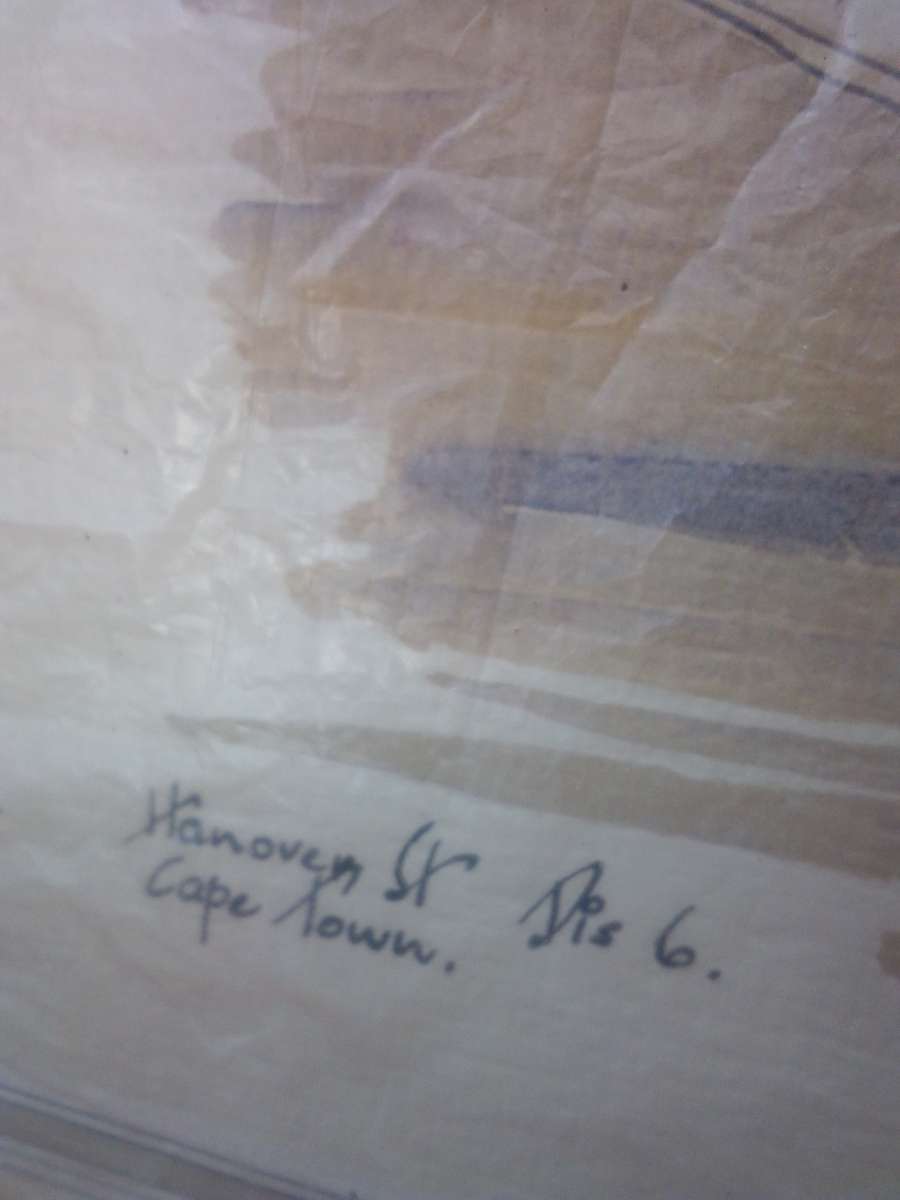 Hanover St Dis 6.
Cape Town.